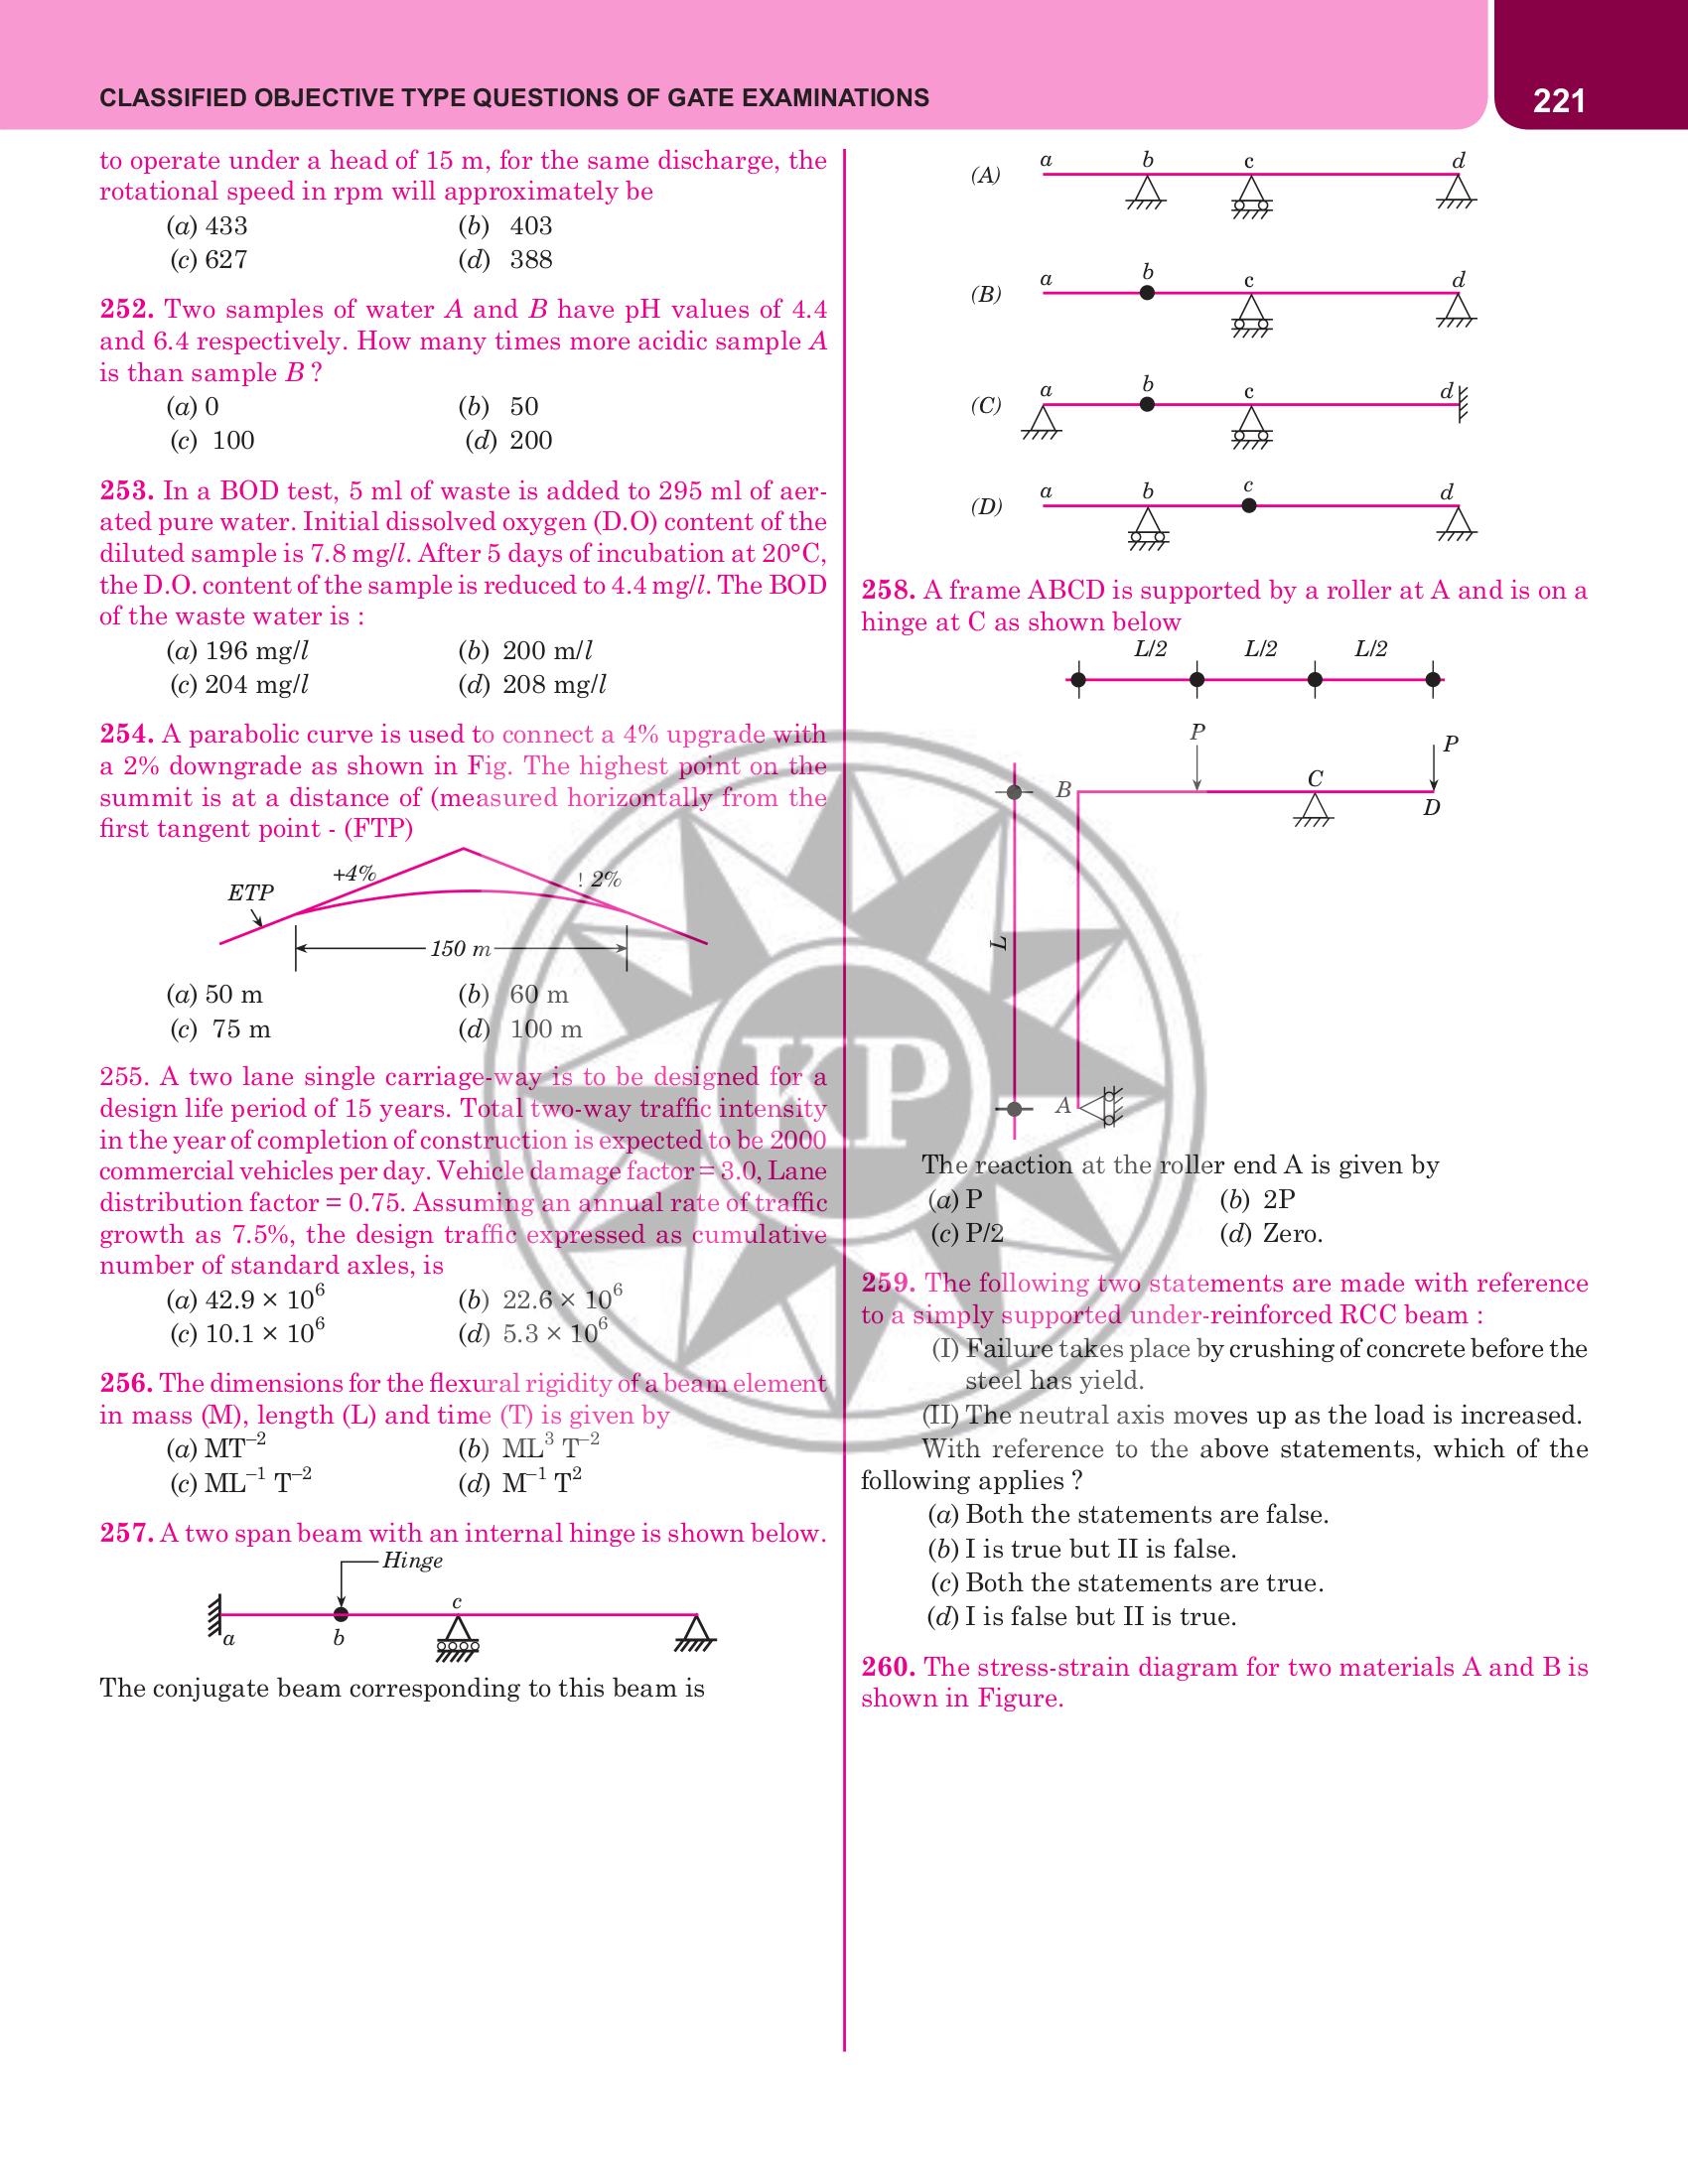 CLASSIFIED OBJECTIVE TYPE QUESTIONS OF GATE EXAMINATIONS
221
to operate under a head of 15 m, for the same discharge, the
rotational speed in rpm will approximately be
(a) 433 (b) 403
(c) 627 (d) 388
252. Two samples of water A and B have pH values of 4.4
and 6.4 respectively. How many times more acidic sample A
is than sample B ?
(a) 0 (b) 50
(c) 100 (d) 200
253. In a BOD test, 5 ml of waste is added to 295 ml of aer-
ated pure water. Initial dissolved oxygen (D.O) content of the
diluted sample is 7.8 mg/l. After 5 days of incubation at 20°C,
the D.O. content of the sample is reduced to 4.4 mg/l. The BOD
of the waste water is :
(a) 196 mg/l (b) 200 m/l
(c) 204 mg/l (d) 208 mg/l
254. A parabolic curve is used to connect a 4% upgrade with
a 2% downgrade as shown in Fig. The highest point on the
summit is at a distance of (measured horizontally from the
first tangent point - (FTP)
+4%
! 2%
ETP
150 m
(a) 50 m (b) 60 m
(c) 75 m (d) 100 m
255. A two lane single carriage-way is to be designed for a
design life period of 15 years. Total two-way traffic intensity
in the year of completion of construction is expected to be 2000
commercial vehicles per day. Vehicle damage factor = 3.0, Lane
distribution factor = 0.75. Assuming an annual rate of traffic
growth as 7.5%, the design traffic expressed as cumulative
number of standard axles, is
(a) 42.9 × 10⁶ (b) 22.6 × 10⁶
(c) 10.1 × 10⁶ (d) 5.3 × 10⁶
256. The dimensions for the flexural rigidity of a beam element
in mass (M), length (L) and time (T) is given by
(a) MT⁻² (b) ML³ T⁻²
(c) ML⁻¹ T⁻² (d) M⁻¹ T²
257. A two span beam with an internal hinge is shown below.
Hinge
c
a b
The conjugate beam corresponding to this beam is
a b c d
(A)
a b c d
(B)
a b c d
(C)
a b c d
(D)
258. A frame ABCD is supported by a roller at A and is on a
hinge at C as shown below
L/2 L/2 L/2
P P
B C
D
L
A
KP
The reaction at the roller end A is given by
(a) P (b) 2P
(c) P/2 (d) Zero.
259. The following two statements are made with reference
to a simply supported under-reinforced RCC beam :
(I) Failure takes place by crushing of concrete before the
steel has yield.
(II) The neutral axis moves up as the load is increased.
With reference to the above statements, which of the
following applies ?
(a) Both the statements are false.
(b) I is true but II is false.
(c) Both the statements are true.
(d) I is false but II is true.
260. The stress-strain diagram for two materials A and B is
shown in Figure.